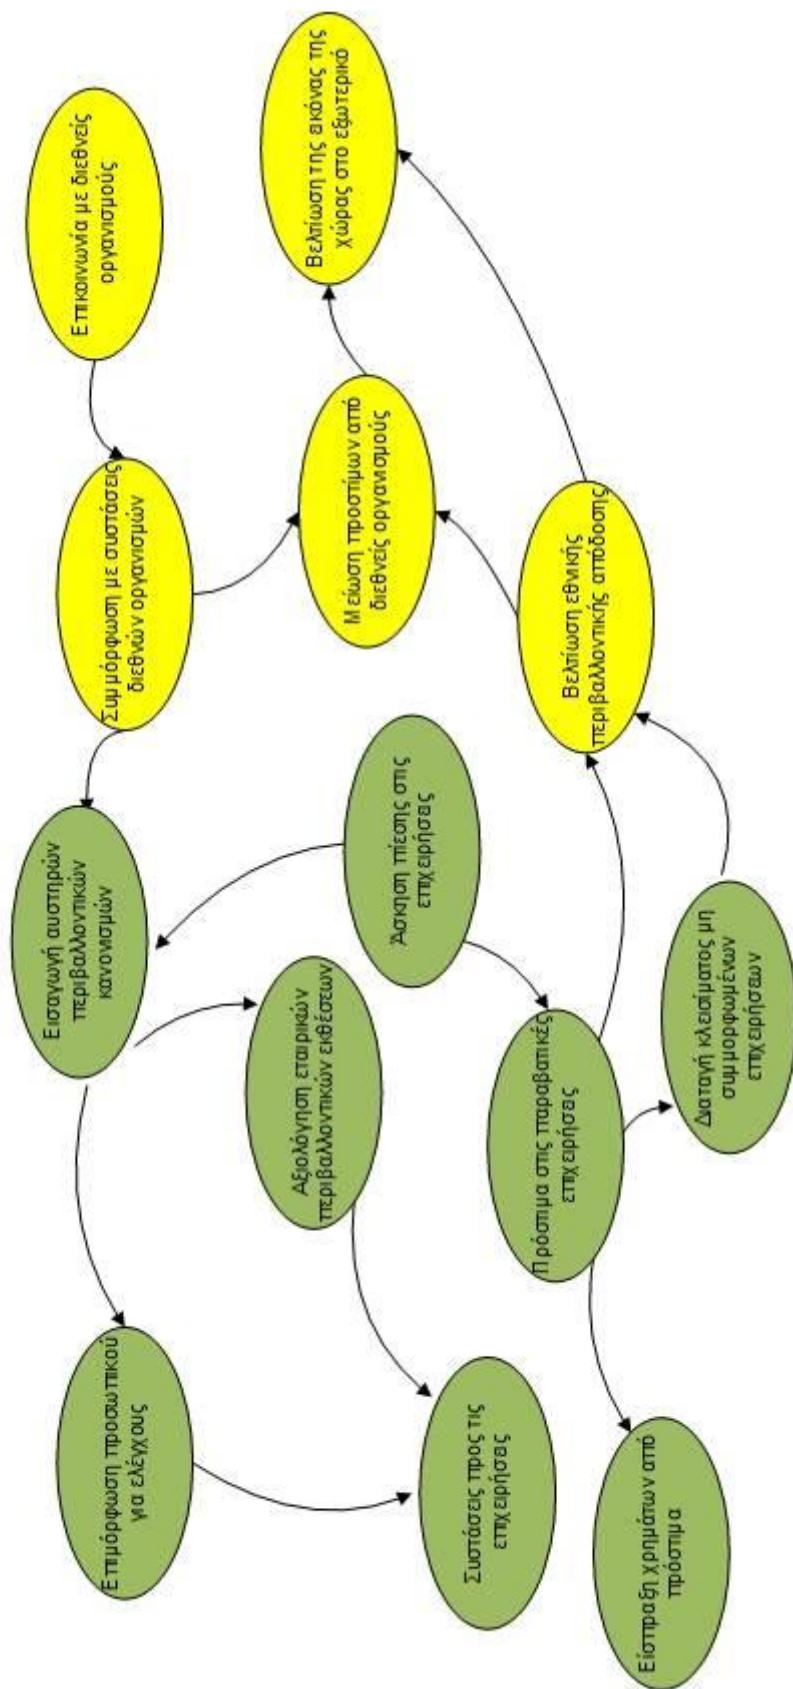 Επικοινωνία με διεθνείς
οργανισμούς
Βελτίωση της εικόνας της
χώρας στο εξωτερικό
Συμμόρφωση με συστάσεις
διεθνών οργανισμών
Μείωση προστίμων από
διεθνείς οργανισμούς
Βελτίωση εθνικής
περιβαλλοντικής απόδοσης
Εισαγωγή αυστηρών
περιβαλλοντικών
κανονισμών
Άσκηση πίεσης στις
επιχειρήσεις
Αξιολόγηση εταιρικών
περιβαλλοντικών εκθέσεων
Πρόστιμα στις παραβατικές
επιχειρήσεις
Διαταγή κλεισίματος μη
συμμορφωμένων
επιχειρήσεων
Επιμόρφωση προσωπικού
για ελέγχους
Συστάσεις προς τις
επιχειρήσεις
Είσπραξη χρημάτων από
πρόστιμα